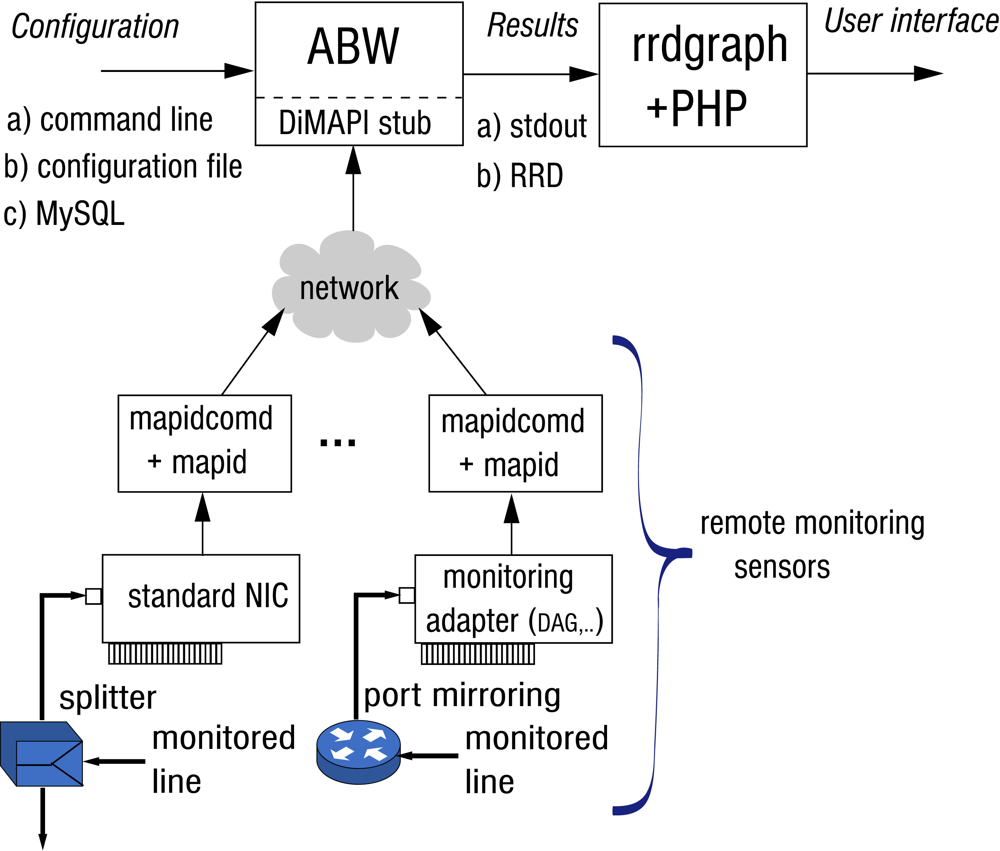 Configuration
ABW
Results
rrdgraph
+PHP
User interface
a) command line
b) configuration file
c) MySQL
DiMAPI stub
a) stdout
b) RRD
network
mapidcomd
+ mapid
...
mapidcomd
+ mapid
remote monitoring
sensors
standard NIC
monitoring
adapter (DAG,..)
splitter
port mirroring
monitored
line
monitored
line